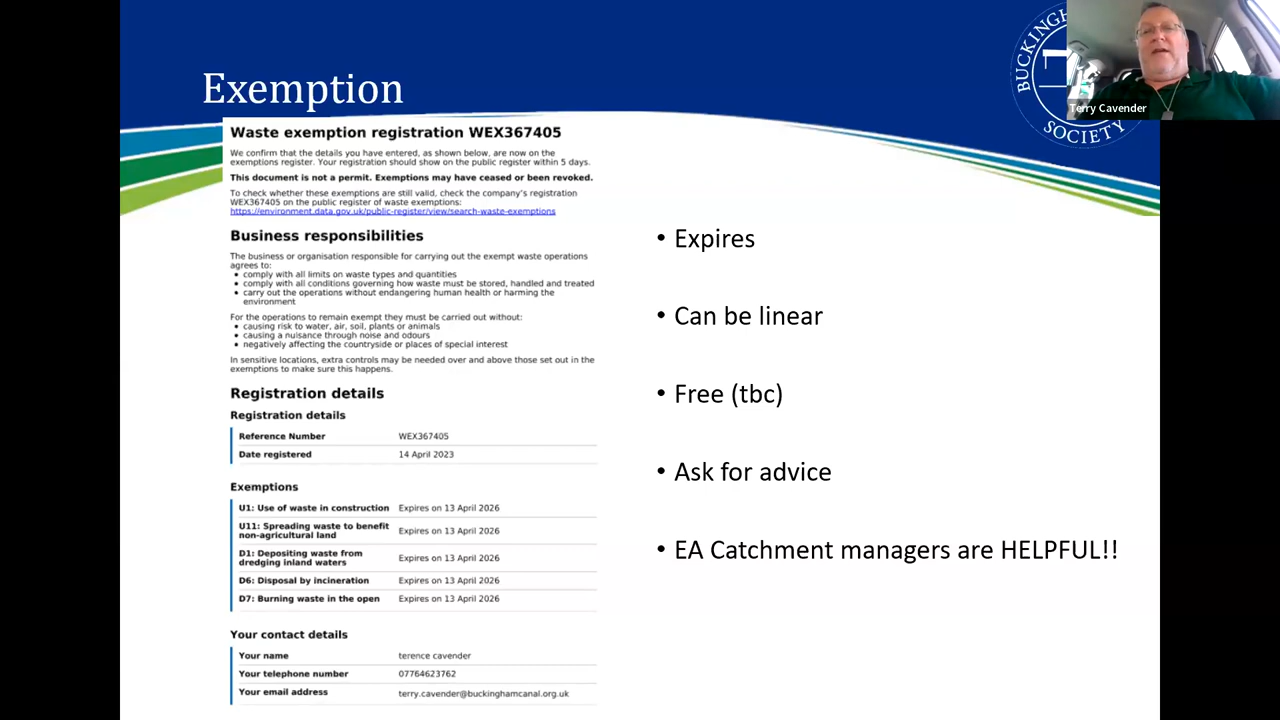 Exemption
BUCKINGH
SOCIETY
Terry Cavender
Waste exemption registration WEX367405
We confirm that the details you have entered, as shown below, are now on the
exemptions register. Your registration should show on the public register within 5 days.
This document is not a permit. Exemptions may have ceased or been revoked.
To check whether these exemptions are still valid, check the company's registration
WEX367405 on the public register of waste exemptions:
https://environment.data.gov.uk/public-register/view/search-waste-exemptions
Business responsibilities
The business or organisation responsible for carrying out the exempt waste operations
agrees to:
• comply with all limits on waste types and quantities
• comply with all conditions governing how waste must be stored, handled and treated
• carry out the operations without endangering human health or harming the
environment
For the operations to remain exempt they must be carried out without:
• causing risk to water, air, soil, plants or animals
• causing a nuisance through noise and odours
• negatively affecting the countryside or places of special interest
In sensitive locations, extra controls may be needed over and above those set out in the
exemptions to make sure this happens.
Registration details
Registration details
Reference Number WEX367405
Date registered 14 April 2023
Exemptions
U1: Use of waste in construction Expires on 13 April 2026
U11: Spreading waste to benefit
non-agricultural land Expires on 13 April 2026
D1: Depositing waste from
dredging inland waters Expires on 13 April 2026
D6: Disposal by incineration Expires on 13 April 2026
D7: Burning waste in the open Expires on 13 April 2026
Your contact details
Your name terence cavender
Your telephone number 07764623762
Your email address terry.cavender@buckinghamcanal.org.uk
• Expires
• Can be linear
• Free (tbc)
• Ask for advice
• EA Catchment managers are HELPFUL!!